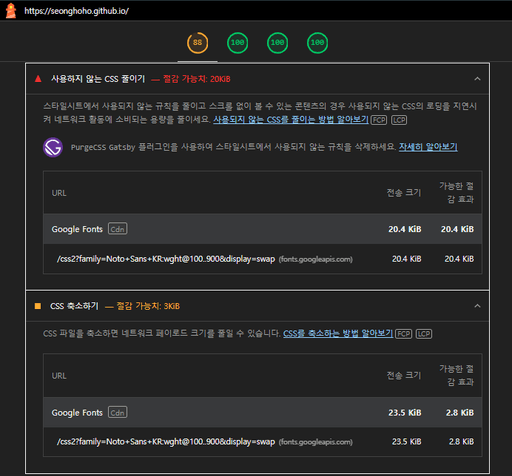 https://seonghoho.github.io/
88 100 100 100
사용하지 않는 CSS 줄이기 — 절감 가능치: 20KiB
스타일시트에서 사용되지 않는 규칙을 줄이고 스크롤 없이 볼 수 있는 콘텐츠의 경우 사용되지 않는 CSS의 로딩을 지연시
켜 네트워크 활동에 소비되는 용량을 줄이세요. 사용되지 않는 CSS를 줄이는 방법 알아보기 FCP LCP
PurgeCSS Gatsby 플러그인을 사용하여 스타일시트에서 사용되지 않는 규칙을 삭제하세요. 자세히 알아보기
URL 전송 크기 가능한 절
감 효과
Google Fonts Cdn 20.4 KiB 20.4 KiB
/css2?family=Noto+Sans+KR:wght@100..900&display=swap (fonts.googleapis.com) 20.4 KiB 20.4 KiB
CSS 축소하기 — 절감 가능치: 3KiB
CSS 파일을 축소하면 네트워크 페이로드 크기를 줄일 수 있습니다. CSS를 축소하는 방법 알아보기 FCP LCP
URL 전송 크기 가능한 절
감 효과
Google Fonts Cdn 23.5 KiB 2.8 KiB
/css2?family=Noto+Sans+KR:wght@100..900&display=swap (fonts.googleapis.com) 23.5 KiB 2.8 KiB